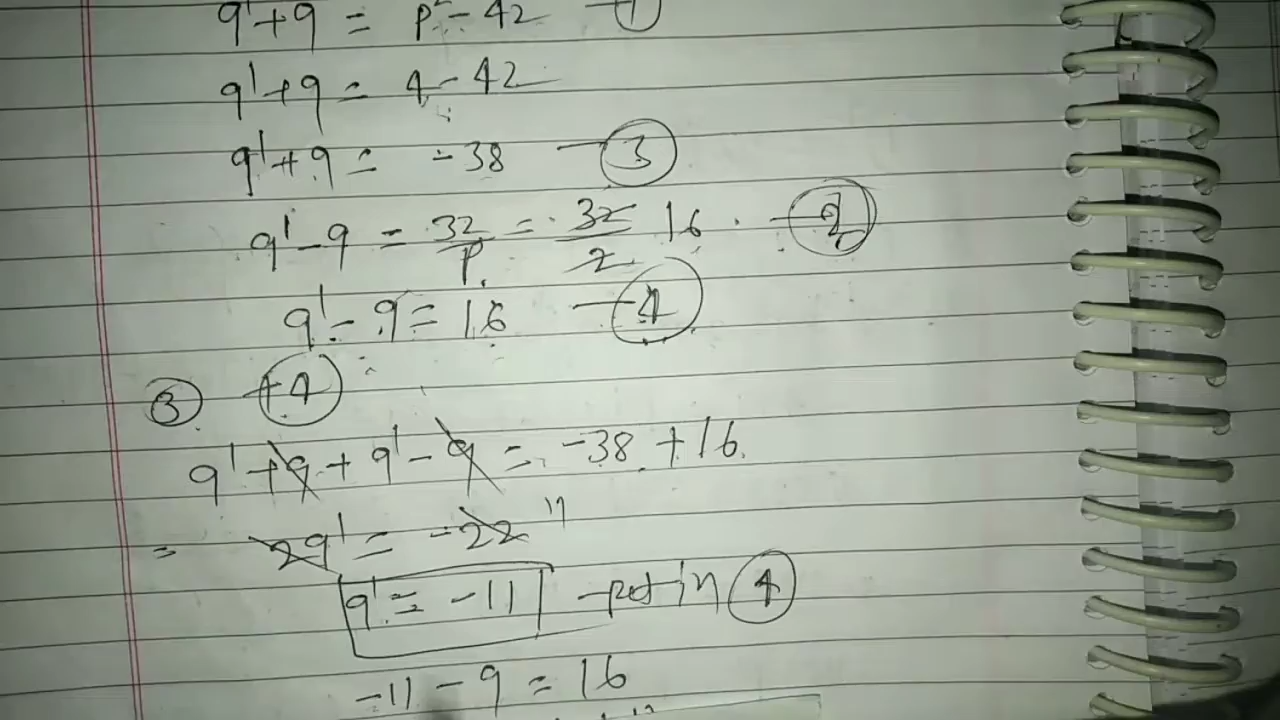 q' + q = p² - 42 — ①
q' + q = 4 - 42
q' + q = -38 — ③
q' - q = 32/p = 32/2 16 . — ②
q' - q = 16 — ④
③ + ④
q' + q + q' - q = -38 + 16
= 2q' = -22 11
q' = -11 - put in ④
-11 - q = 16